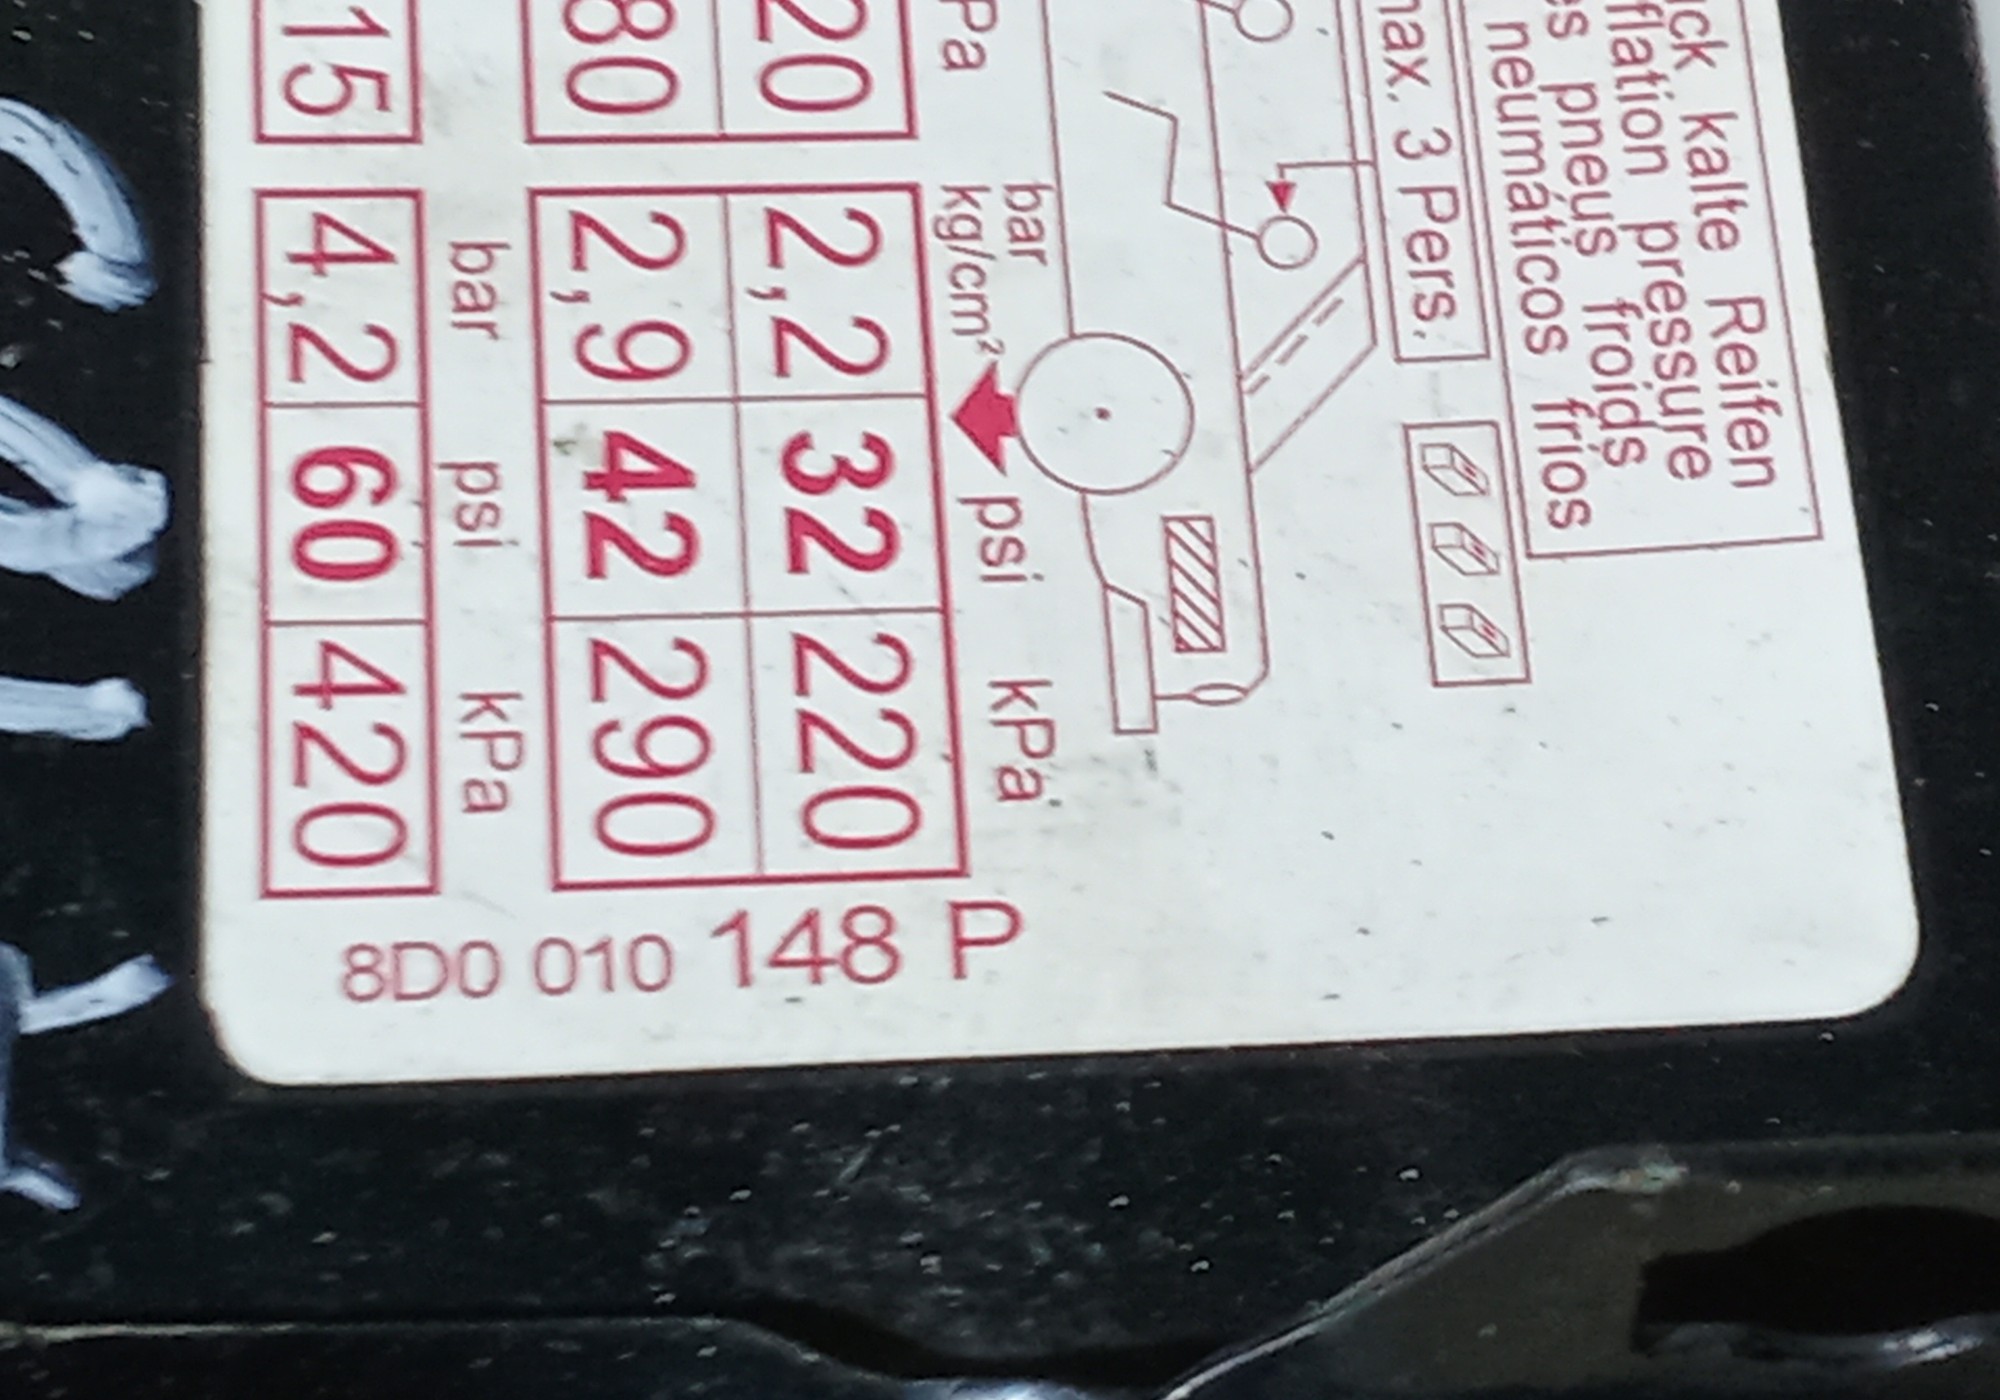 ck kalte Reifen
flation pressure
es pneus froids
neumáticos fríos
max. 3 Pers.
bar
Pa kg/cm² psi kPa
20 2,2 32 220
80 2,9 42 290
bar psi kPa
15 4,2 60 420
8D0 010 148 P